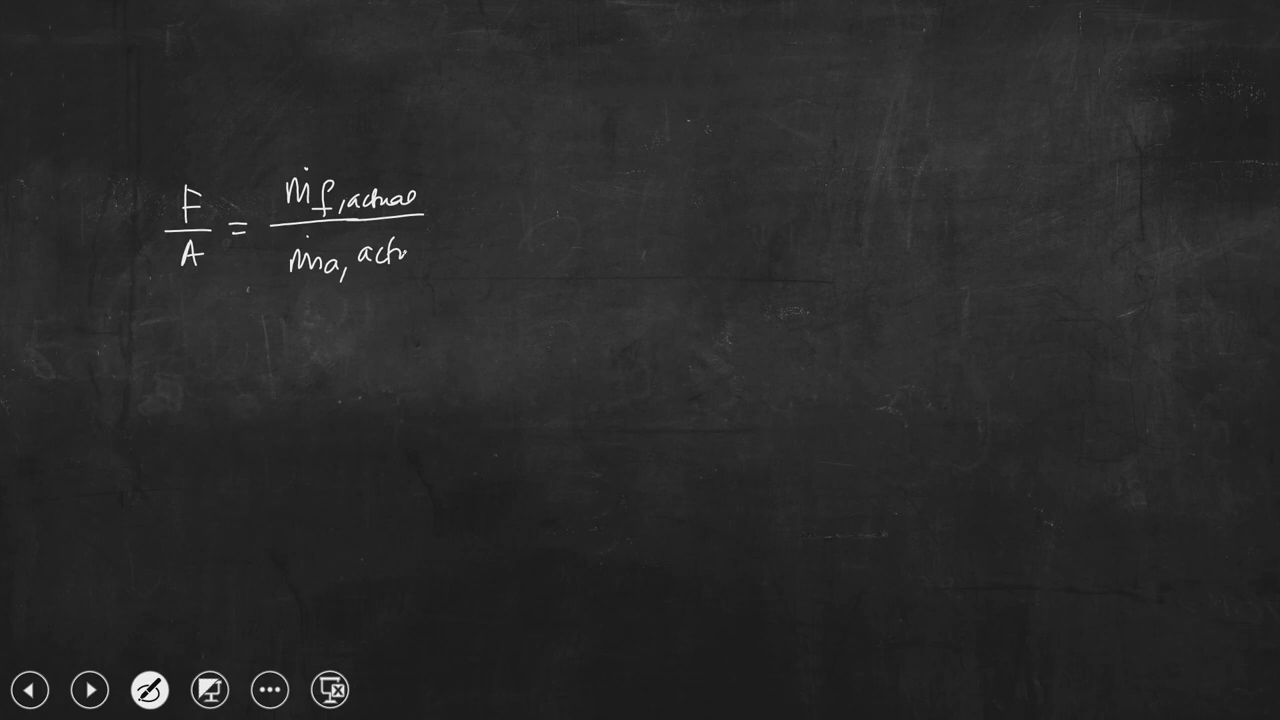 F/A = ṁf,actual / ṁa, actu